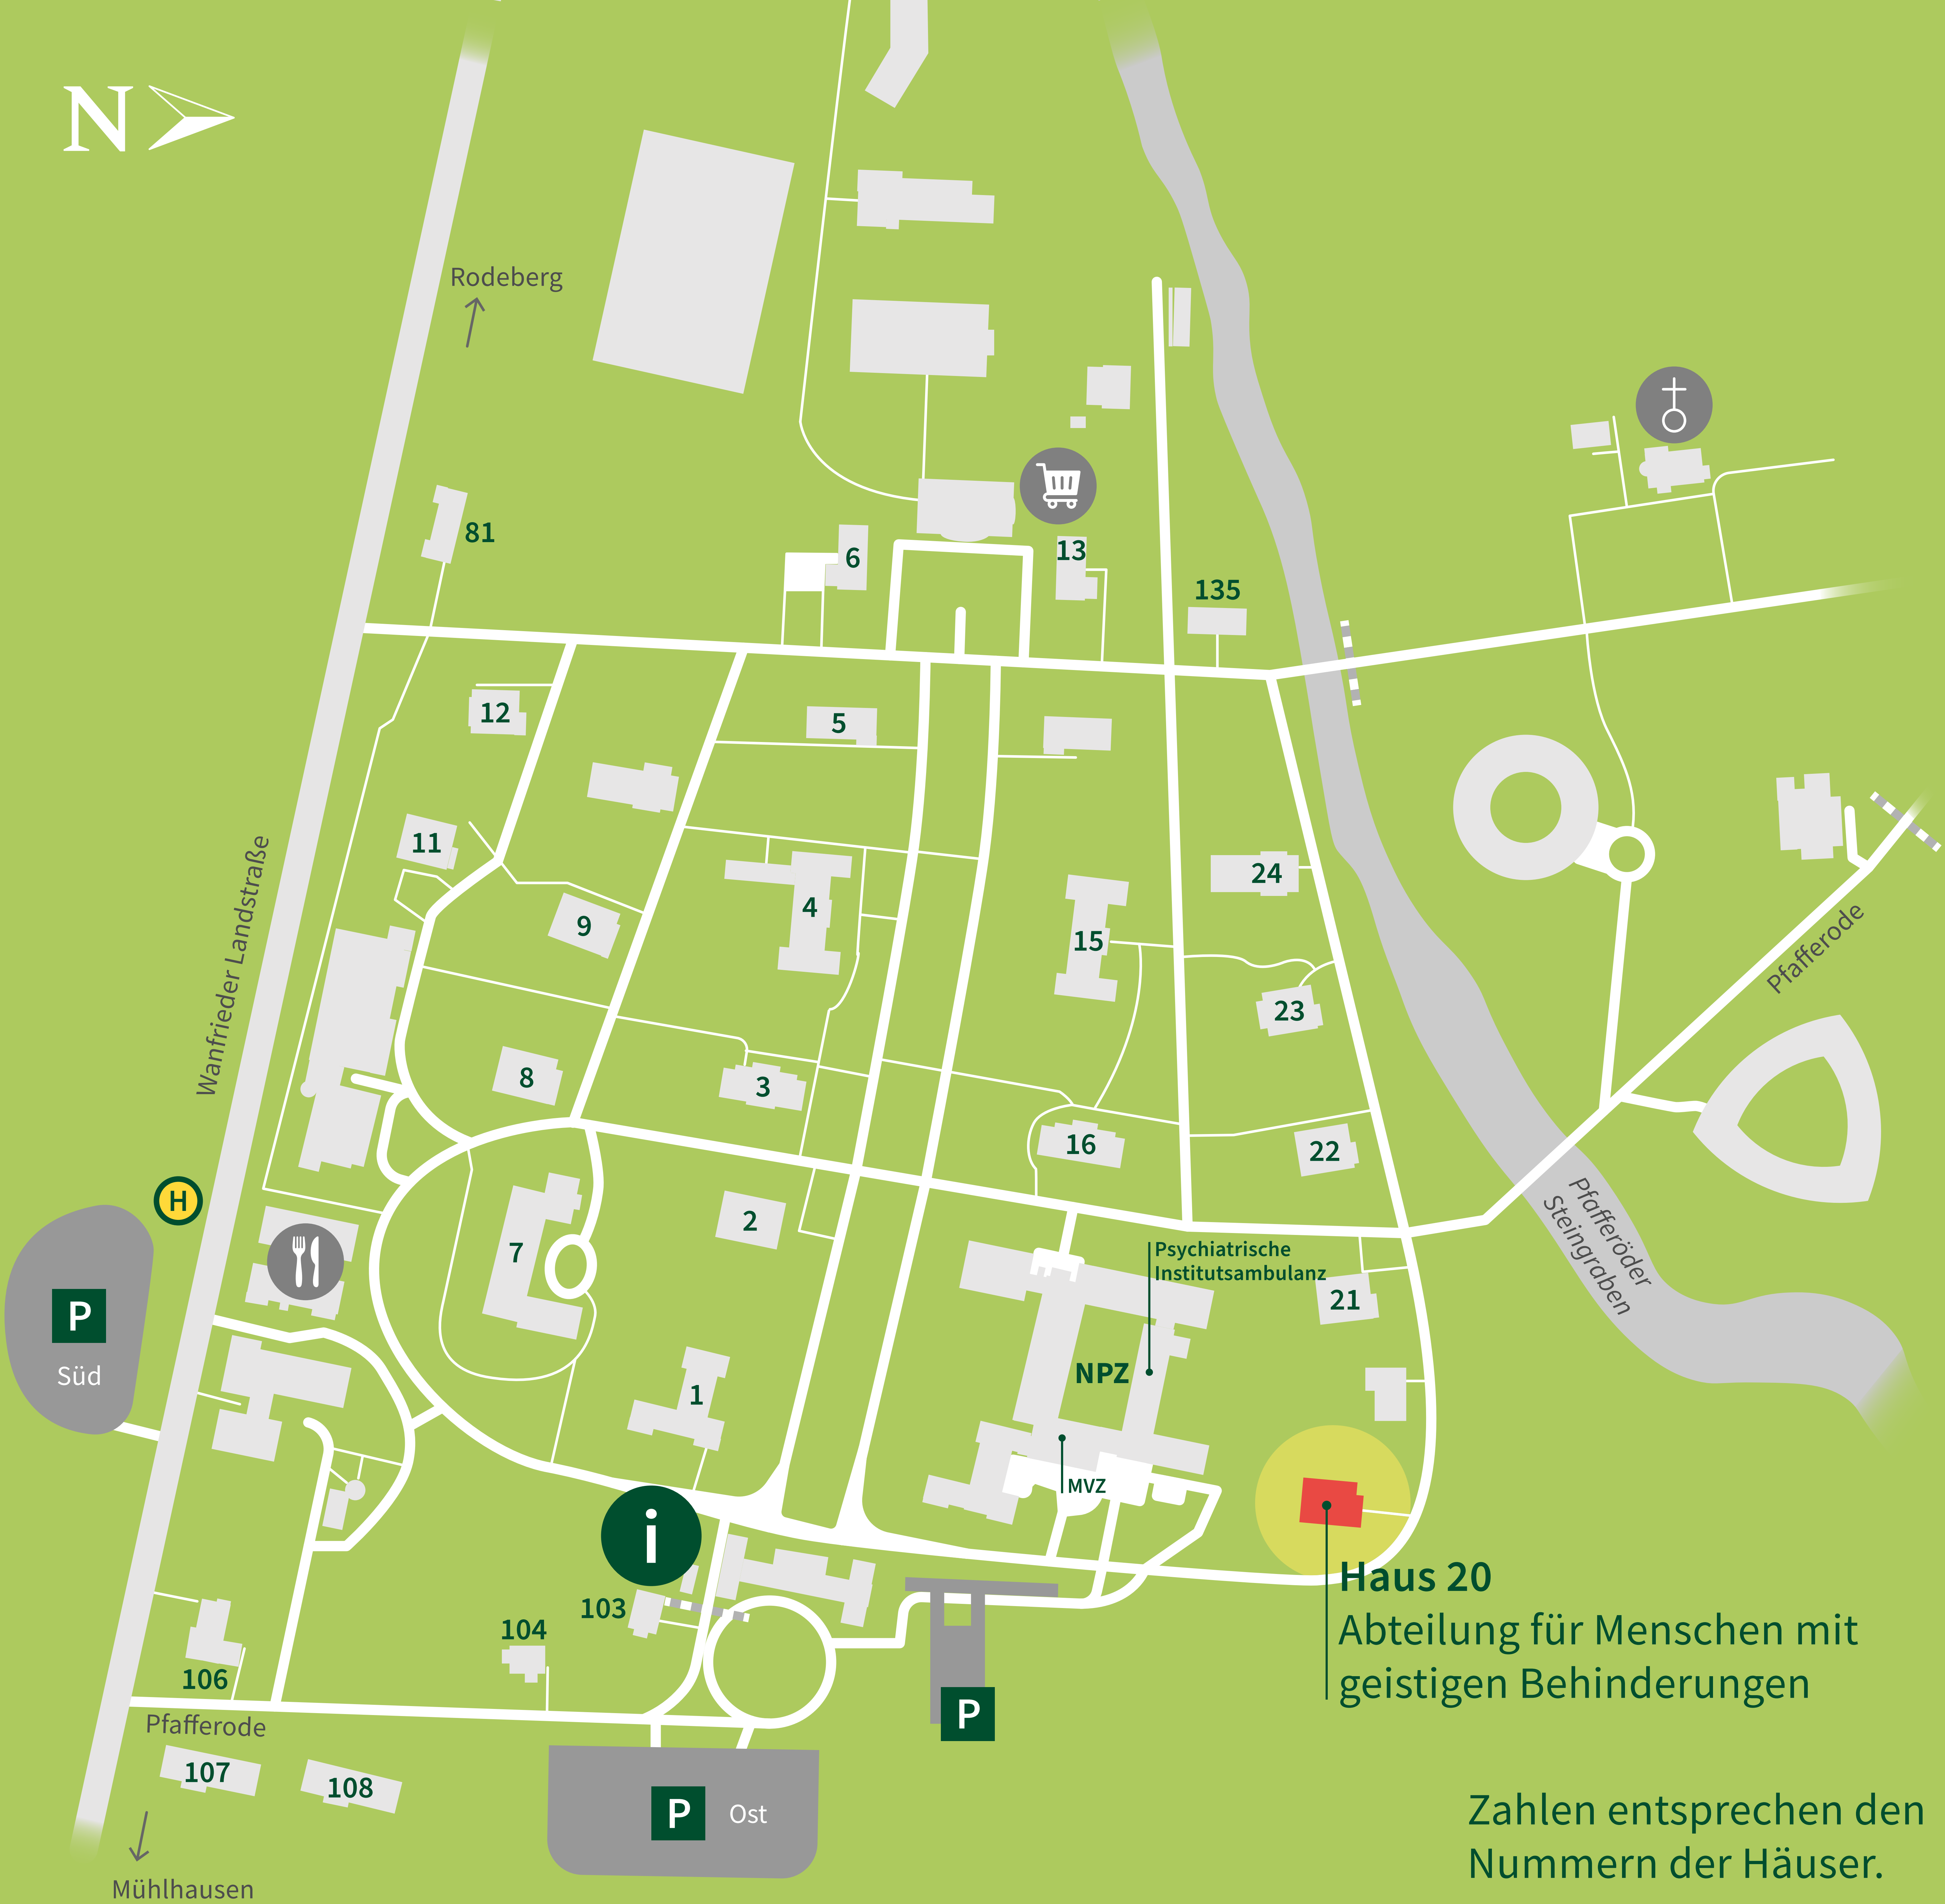 N
Rodeberg
81
6
13
135
12
5
11
9
4
24
15
23
Wanfrieder Landstraße
Pfafferode
8
3
16
22
H
2
7
Psychiatrische
Institutsambulanz
Pfafferöder
Steingraben
21
P
Süd
NPZ
1
MVZ
i
Haus 20
Abteilung für Menschen mit
geistigen Behinderungen
103
104
106
P
Pfafferode
107
108
P
Ost
Zahlen entsprechen den
Nummern der Häuser.
Mühlhausen